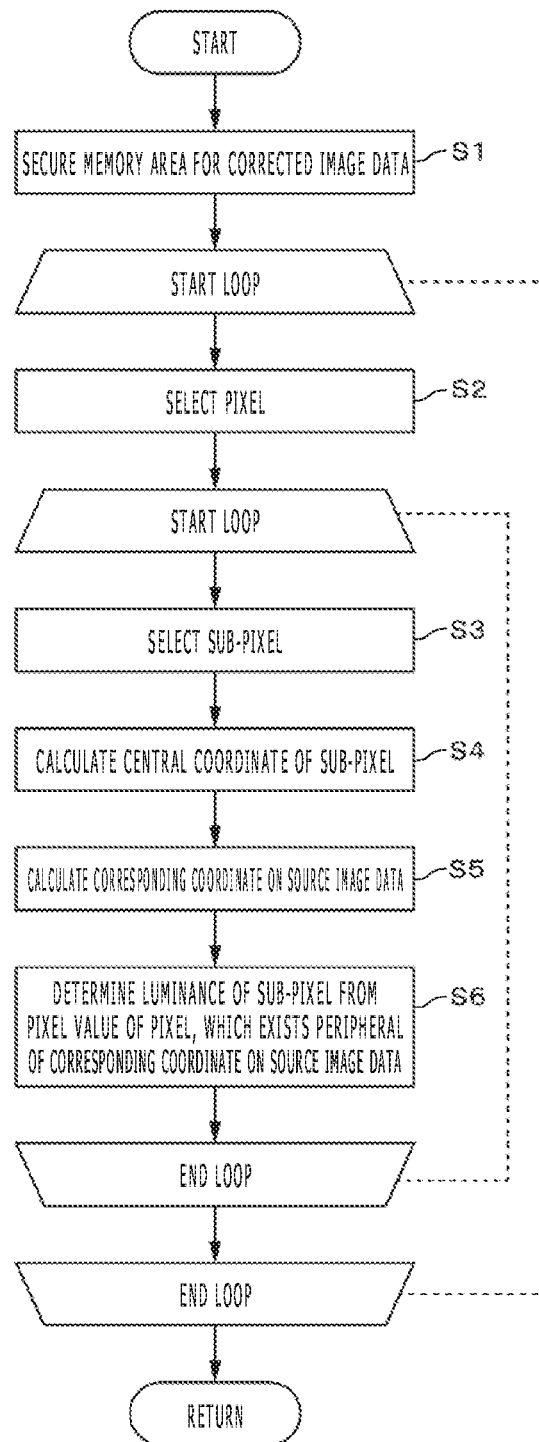 START
SECURE MEMORY AREA FOR CORRECTED IMAGE DATA
S1
START LOOP
SELECT PIXEL
S2
START LOOP
SELECT SUB-PIXEL
S3
CALCULATE CENTRAL COORDINATE OF SUB-PIXEL
S4
CALCULATE CORRESPONDING COORDINATE ON SOURCE IMAGE DATA
S5
DETERMINE LUMINANCE OF SUB-PIXEL FROM
PIXEL VALUE OF PIXEL, WHICH EXISTS PERIPHERAL
OF CORRESPONDING COORDINATE ON SOURCE IMAGE DATA
S6
END LOOP
END LOOP
RETURN